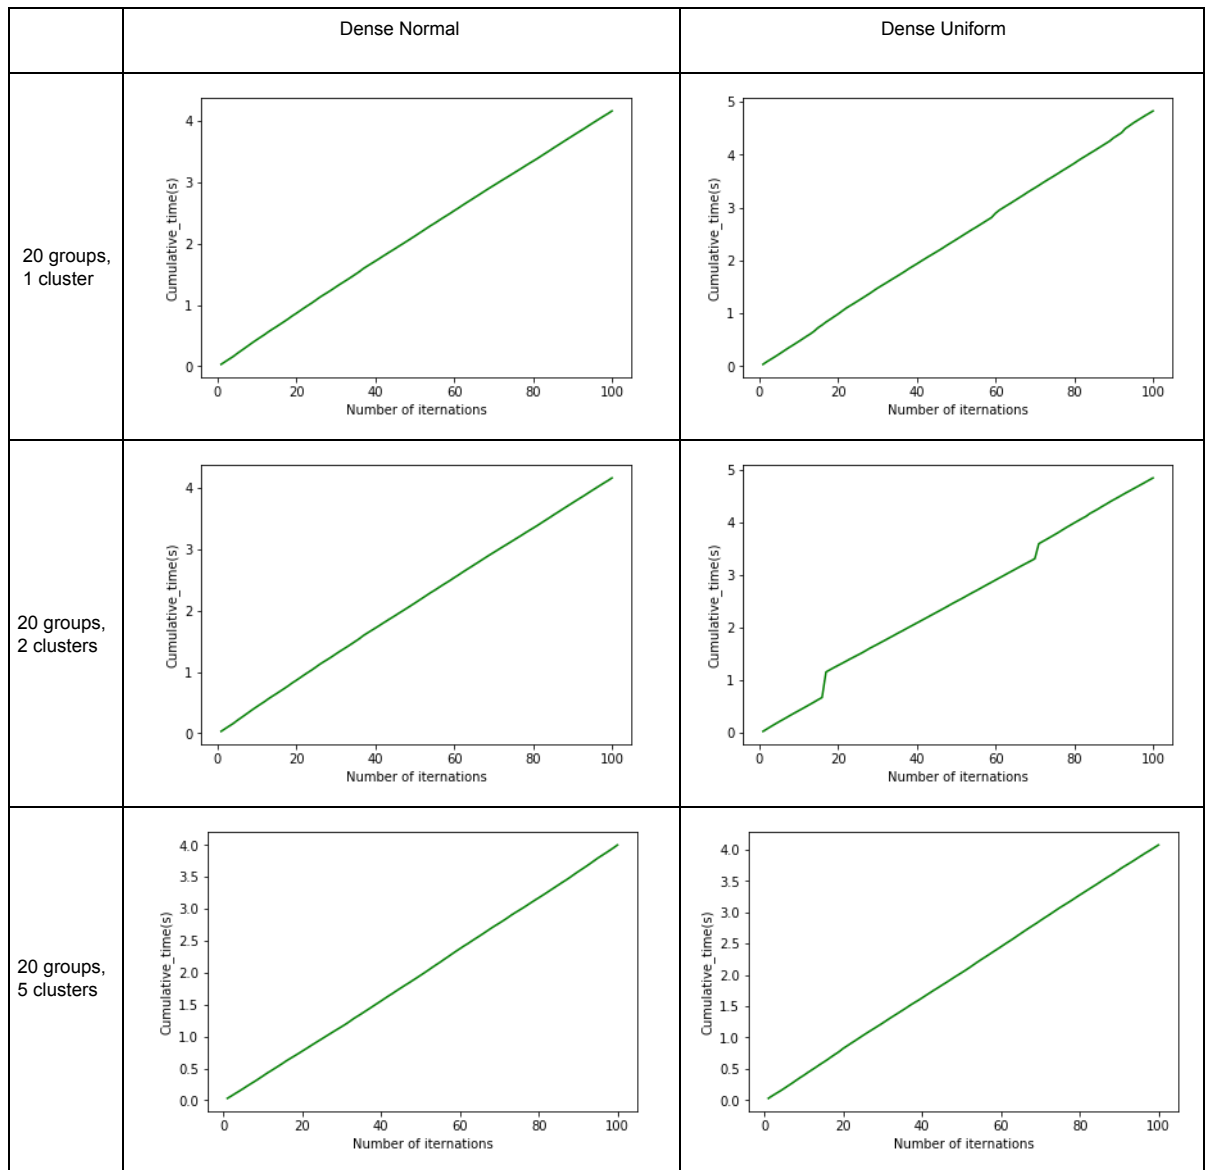 Dense Normal
Dense Uniform
20 groups,
1 cluster
4
3
2
1
0
Cumulative_time(s)
0 20 40 60 80 100
Number of iternations
5
4
3
2
1
0
Cumulative_time(s)
0 20 40 60 80 100
Number of iternations
20 groups,
2 clusters
4
3
2
1
0
Cumulative_time(s)
0 20 40 60 80 100
Number of iternations
5
4
3
2
1
0
Cumulative_time(s)
0 20 40 60 80 100
Number of iternations
20 groups,
5 clusters
4.0
3.5
3.0
2.5
2.0
1.5
1.0
0.5
0.0
Cumulative_time(s)
0 20 40 60 80 100
Number of iternations
4.0
3.5
3.0
2.5
2.0
1.5
1.0
0.5
0.0
Cumulative_time(s)
0 20 40 60 80 100
Number of iternations